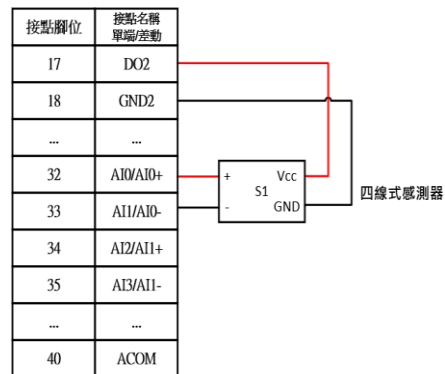 接點腳位 接點名稱
單端/差動
17 DO2
18 GND2
... ...
32 AI0/AI0+
33 AI1/AI0-
34 AI2/AI1+
35 AI3/AI1-
... ...
40 ACOM
+ Vcc
S1
- GND
四線式感測器